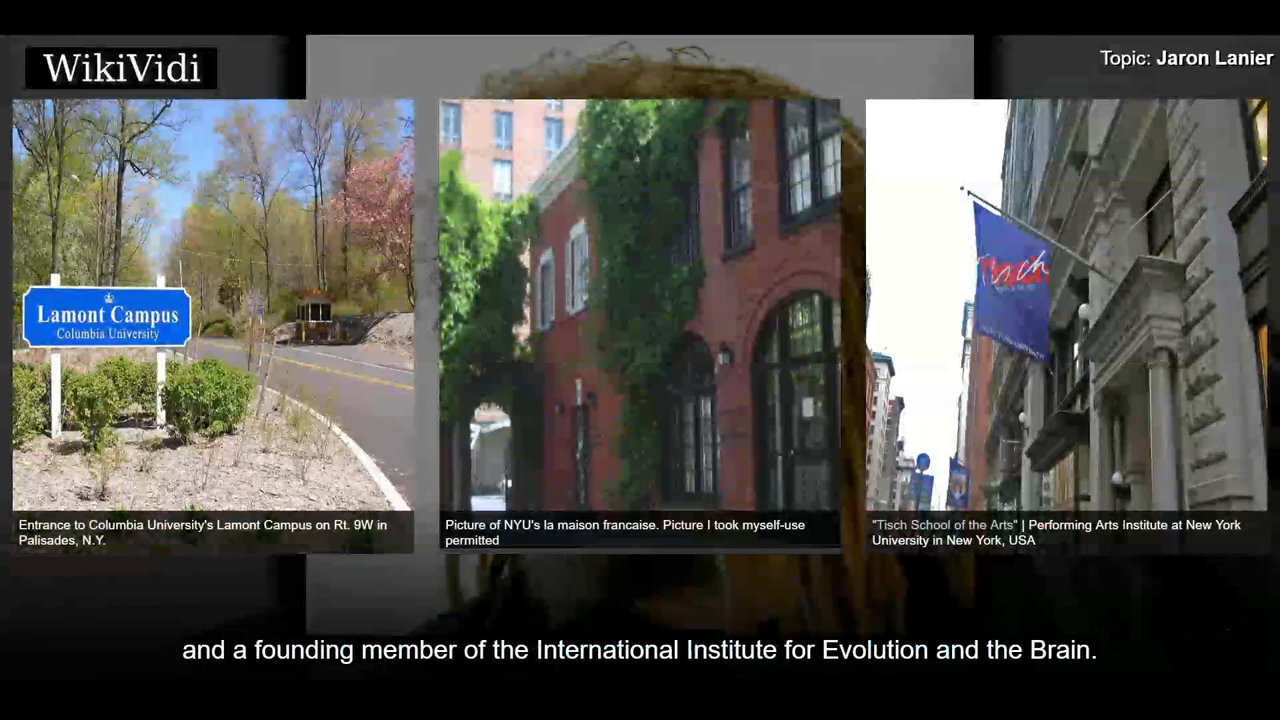 WikiVidi
Topic: Jaron Lanier
Lamont Campus
Columbia University
Tisch
Entrance to Columbia University's Lamont Campus on Rt. 9W in
Palisades, N.Y.
Picture of NYU's la maison francaise. Picture I took myself-use
permitted
"Tisch School of the Arts" | Performing Arts Institute at New York
University in New York, USA
and a founding member of the International Institute for Evolution and the Brain.